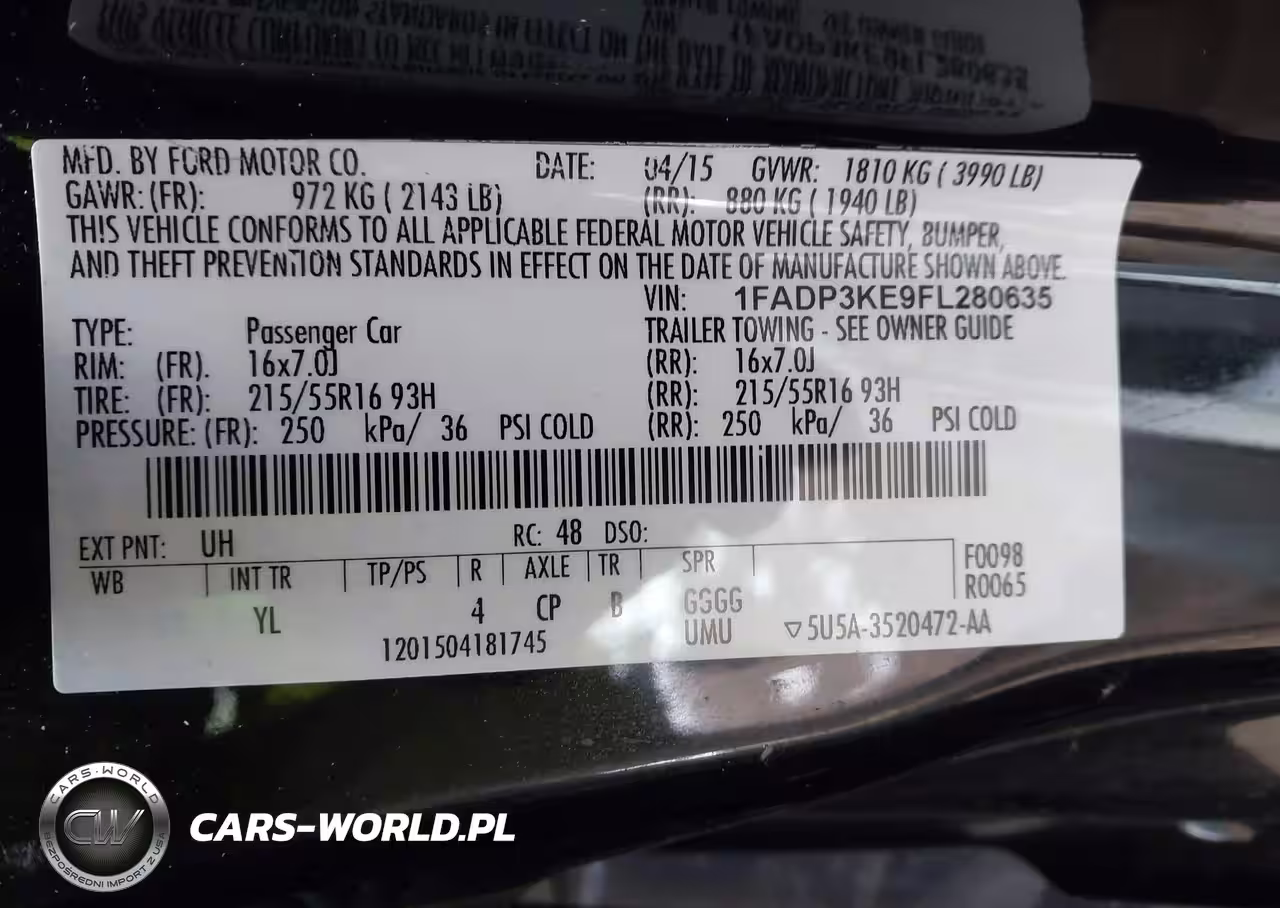 MFD. BY FORD MOTOR CO. DATE: 04/15 GVWR: 1810 KG ( 3990 LB)
GAWR: (FR): 972 KG ( 2143 LB) (RR): 880 KG ( 1940 LB)
THIS VEHICLE CONFORMS TO ALL APPLICABLE FEDERAL MOTOR VEHICLE SAFETY, BUMPER,
AND THEFT PREVENTION STANDARDS IN EFFECT ON THE DATE OF MANUFACTURE SHOWN ABOVE.
VIN: 1FADP3KE9FL280635
TYPE: Passenger Car TRAILER TOWING - SEE OWNER GUIDE
RIM: (FR). 16x7.0J (RR): 16x7.0J
TIRE: (FR): 215/55R16 93H (RR): 215/55R16 93H
PRESSURE: (FR): 250 kPa/ 36 PSI COLD (RR): 250 kPa/ 36 PSI COLD
EXT PNT: UH RC: 48 DSO:
WB INT TR TP/PS R AXLE TR SPR F0098
R0065
YL 4 CP B GGGG
UMU ▽5U5A-3520472-AA
1201504181745
CARS-WORLD
CW
BEZPOŚREDNI IMPORT Z USA
CARS-WORLD.PL